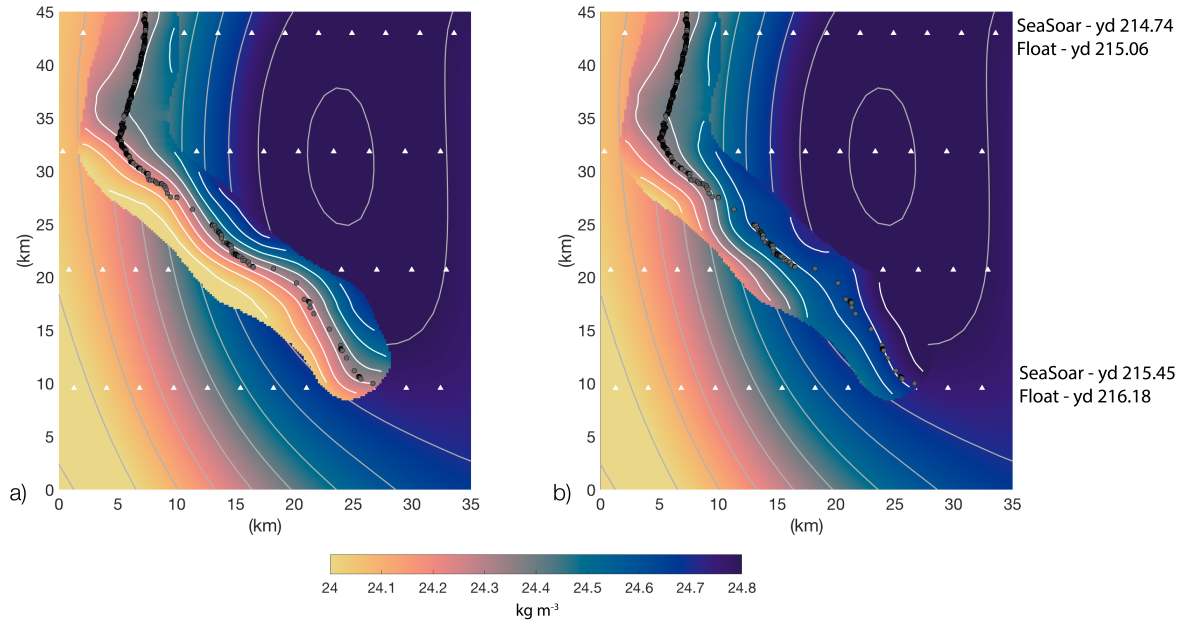 45 45 SeaSoar - yd 214.74
Float - yd 215.06
40 40
35 35
30 30
(km) 25 (km) 25
20 20
15 15
10 10 SeaSoar - yd 215.45
Float - yd 216.18
5 5
a) 0 b) 0
0 5 10 15 20 25 30 35 0 5 10 15 20 25 30 35
(km) (km)
24 24.1 24.2 24.3 24.4 24.5 24.6 24.7 24.8
kg m⁻³